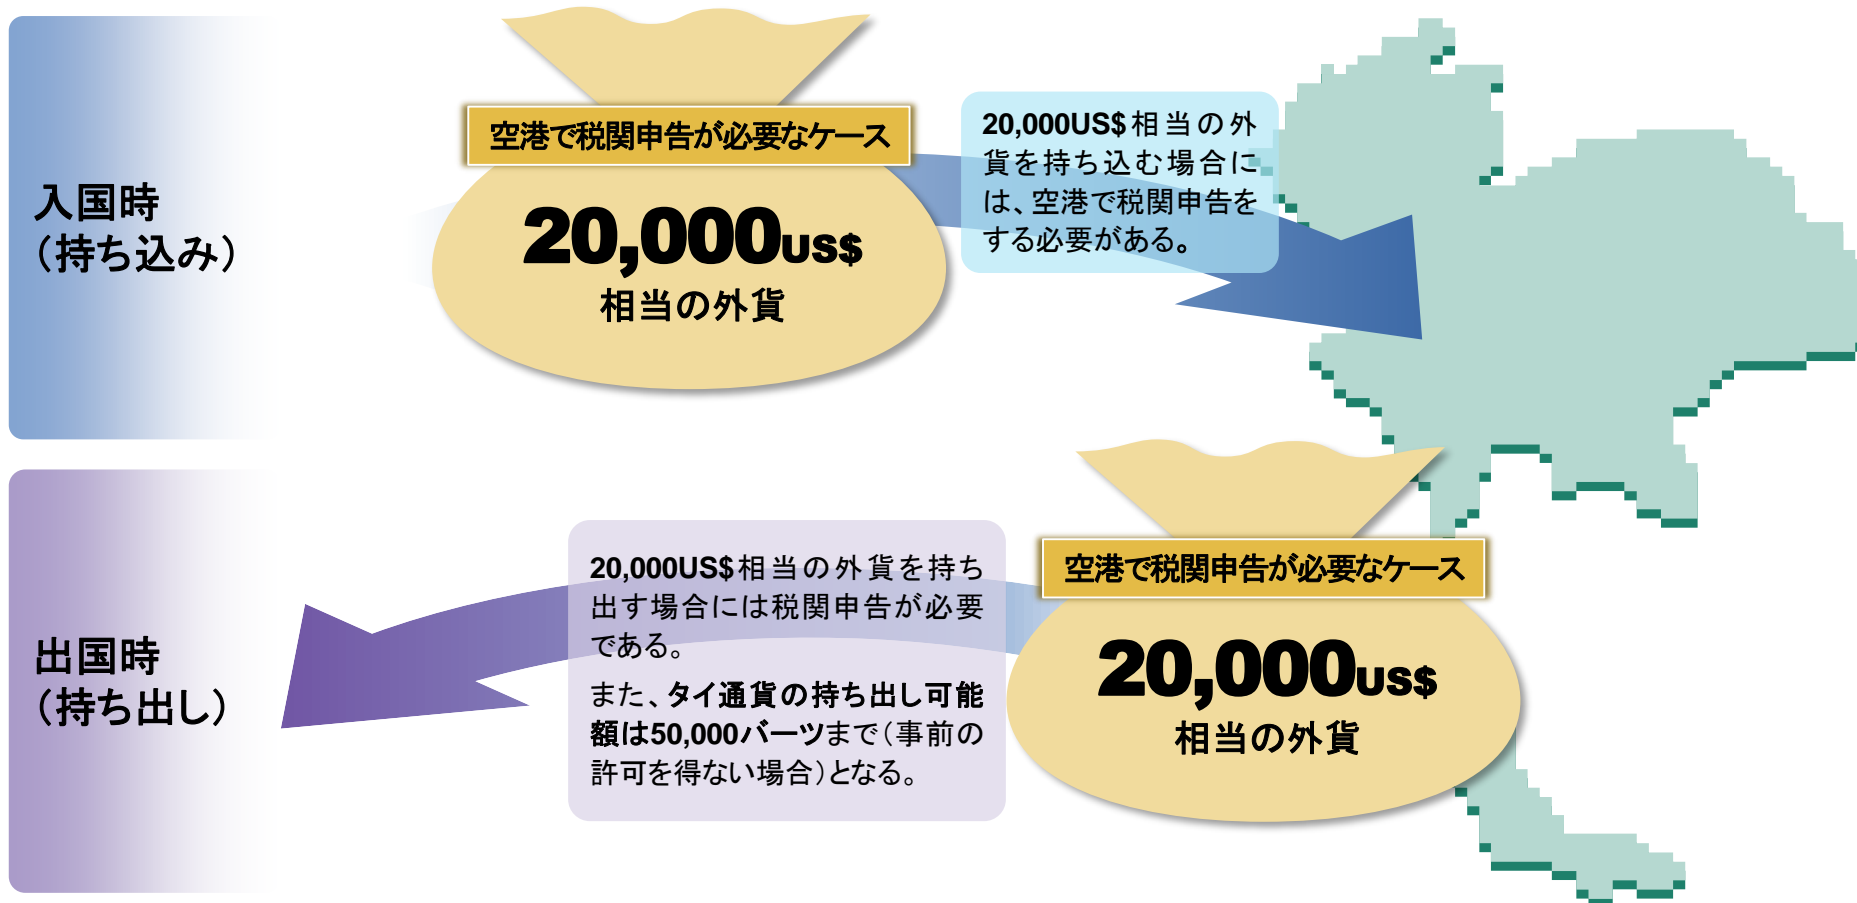 入国時
（持ち込み）
空港で税関申告が必要なケース
20,000US$
相当の外貨
20,000US$相当の外
貨を持ち込む場合に
は、空港で税関申告を
する必要がある。
出国時
（持ち出し）
20,000US$相当の外貨を持ち
出す場合には税関申告が必要
である。
また、タイ通貨の持ち出し可能
額は50,000バーツまで（事前の
許可を得ない場合）となる。
空港で税関申告が必要なケース
20,000US$
相当の外貨